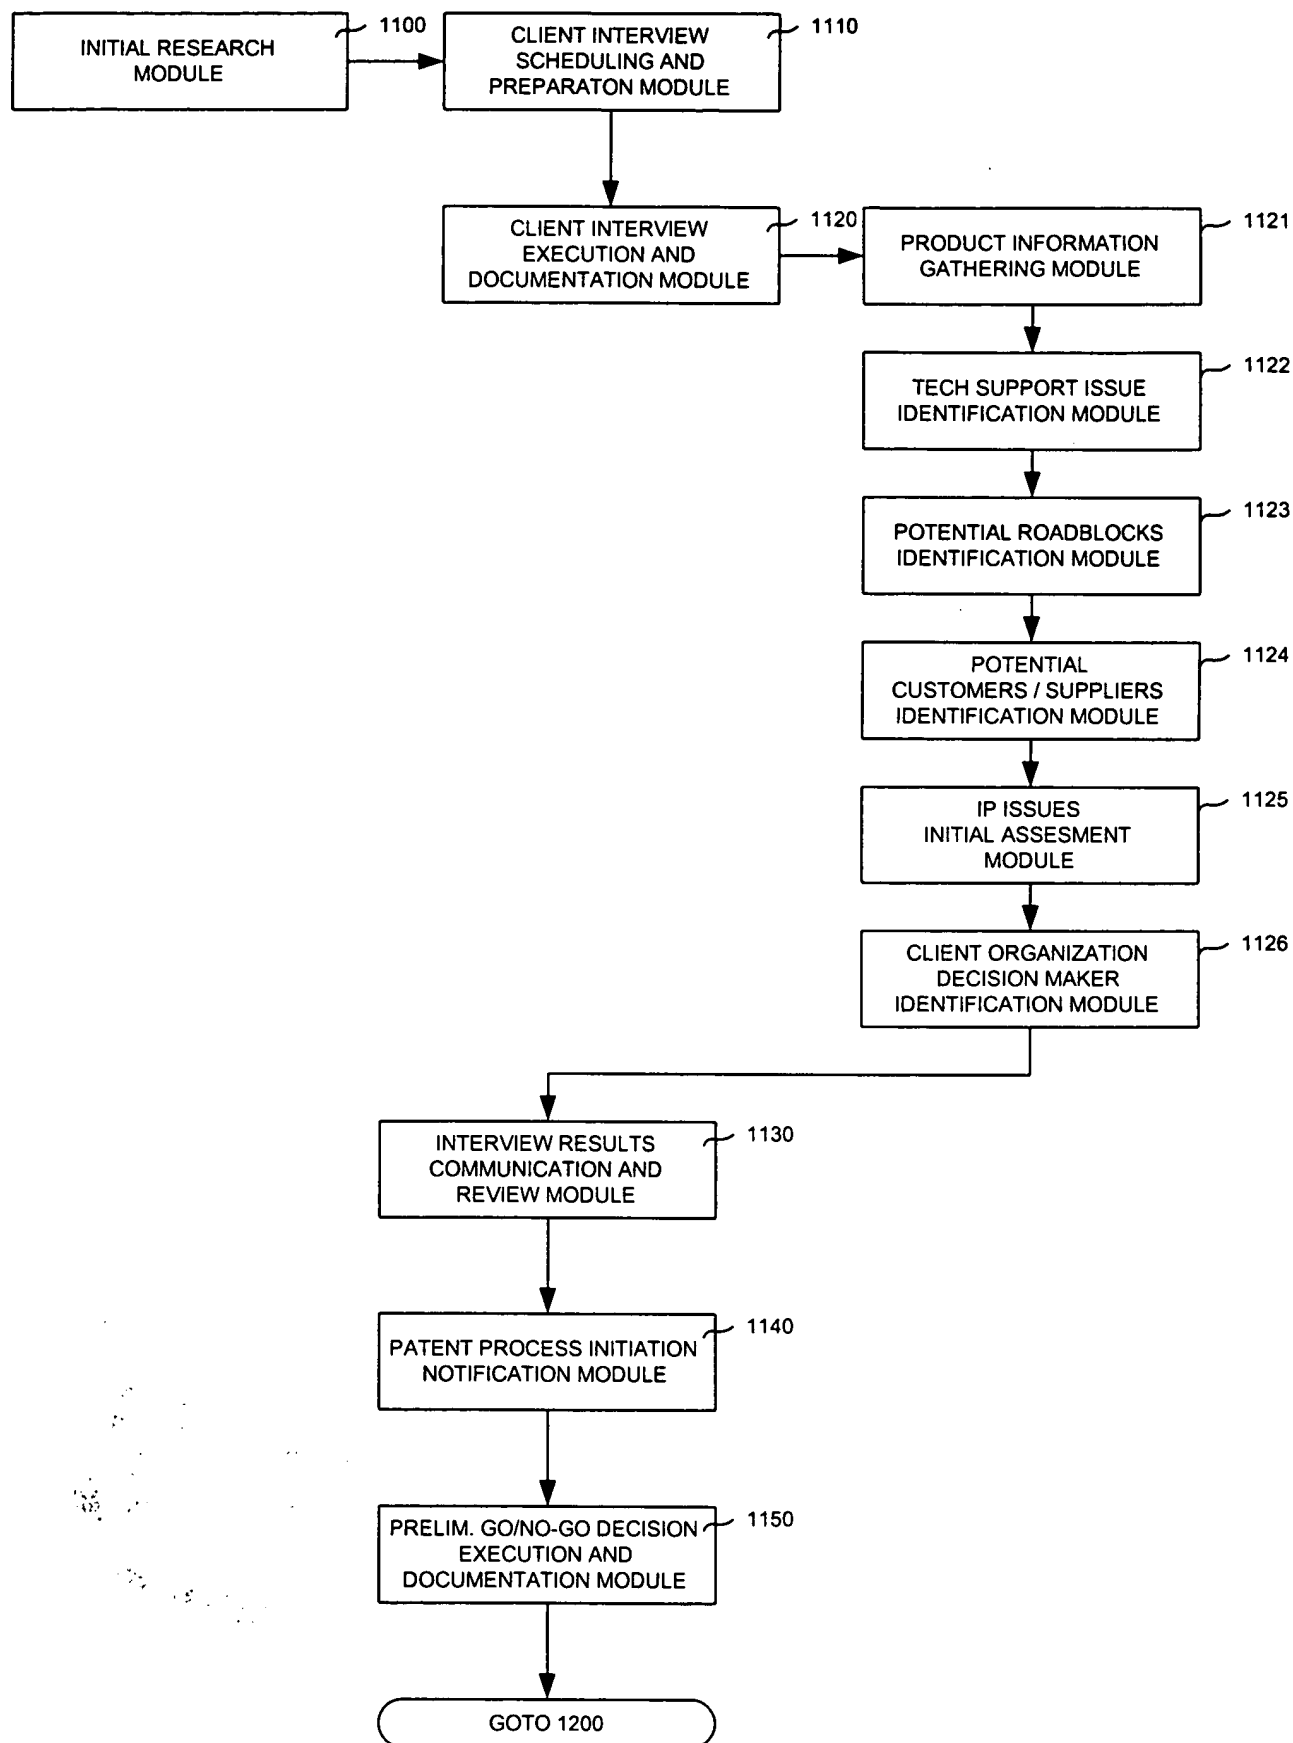 INITIAL RESEARCH
MODULE
1100
CLIENT INTERVIEW
SCHEDULING AND
PREPARATON MODULE
1110
CLIENT INTERVIEW
EXECUTION AND
DOCUMENTATION MODULE
1120
PRODUCT INFORMATION
GATHERING MODULE
1121
TECH SUPPORT ISSUE
IDENTIFICATION MODULE
1122
POTENTIAL ROADBLOCKS
IDENTIFICATION MODULE
1123
POTENTIAL
CUSTOMERS / SUPPLIERS
IDENTIFICATION MODULE
1124
IP ISSUES
INITIAL ASSESMENT
MODULE
1125
CLIENT ORGANIZATION
DECISION MAKER
IDENTIFICATION MODULE
1126
INTERVIEW RESULTS
COMMUNICATION AND
REVIEW MODULE
1130
PATENT PROCESS INITIATION
NOTIFICATION MODULE
1140
PRELIM. GO/NO-GO DECISION
EXECUTION AND
DOCUMENTATION MODULE
1150
GOTO 1200